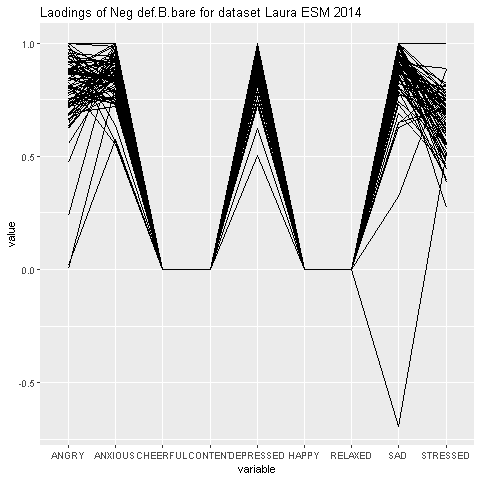 Laodings of Neg def.B.bare for dataset Laura ESM 2014
value
1.0
0.5
0.0
-0.5
ANGRY ANXIOUS CHEERFUL CONTENT DEPRESSED HAPPY RELAXED SAD STRESSED
variable